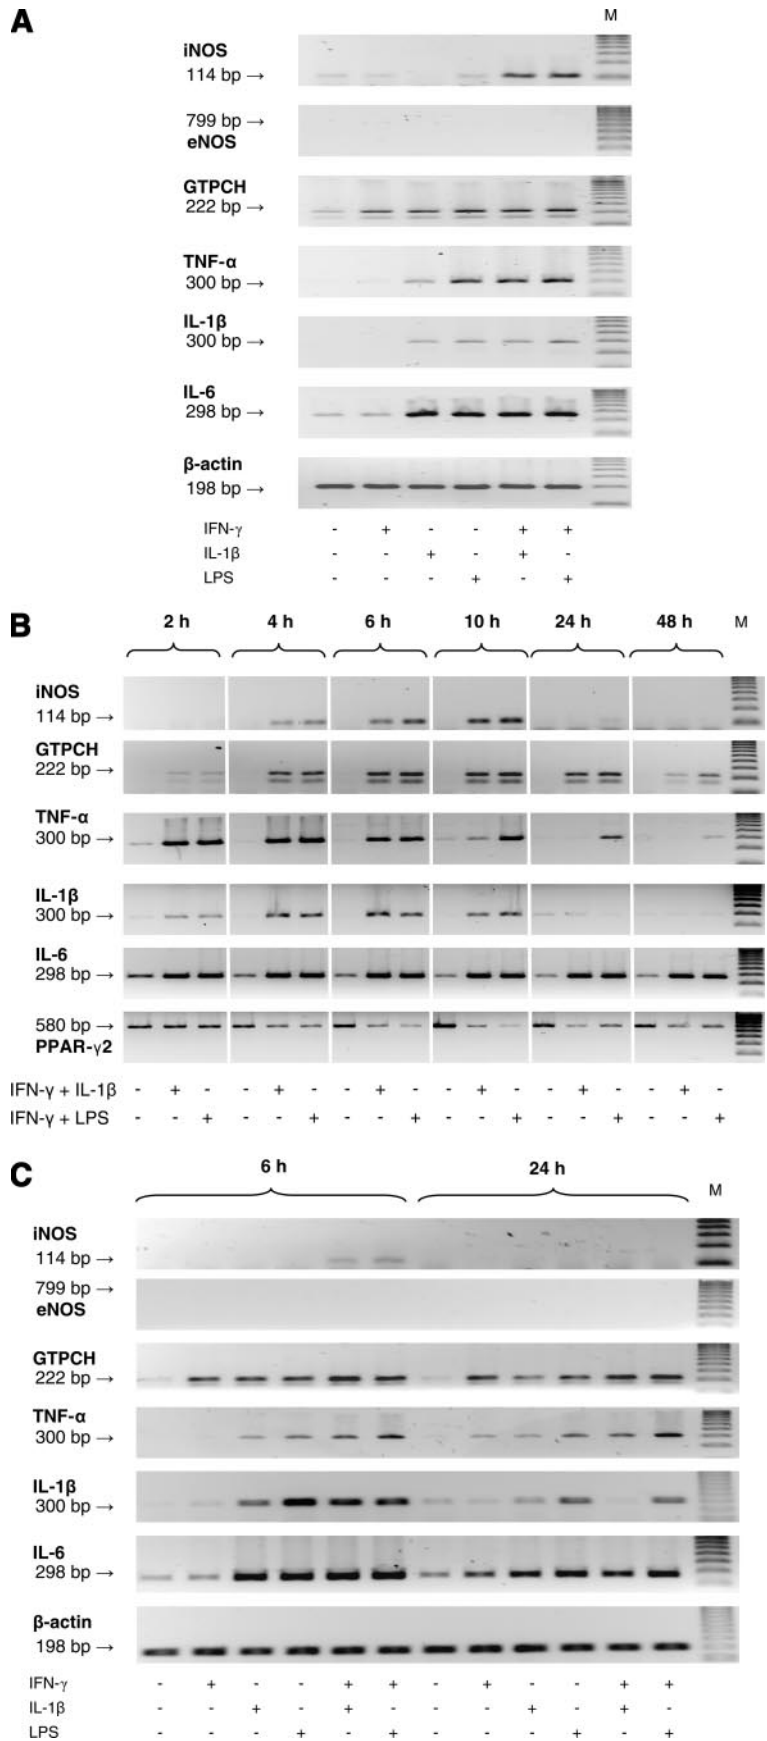 A
M
iNOS
114 bp →
799 bp →
eNOS
GTPCH
222 bp →
TNF-α
300 bp →
IL-1β
300 bp →
IL-6
298 bp →
β-actin
198 bp →
IFN-γ - + - - + +
IL-1β - - + - + -
LPS - - - + - +
B
2 h 4 h 6 h 10 h 24 h 48 h M
iNOS
114 bp →
GTPCH
222 bp →
TNF-α
300 bp →
IL-1β
300 bp →
IL-6
298 bp →
580 bp →
PPAR-γ2
IFN-γ + IL-1β - + - - + - - + - - + - - + - - + -
IFN-γ + LPS - - + - - + - - + - - + - - + - - +
C
6 h 24 h M
iNOS
114 bp →
799 bp →
eNOS
GTPCH
222 bp →
TNF-α
300 bp →
IL-1β
300 bp →
IL-6
298 bp →
β-actin
198 bp →
IFN-γ - + - - + + - + - - + +
IL-1β - - + - + - - - + - + -
LPS - - - + - + - - - + - +